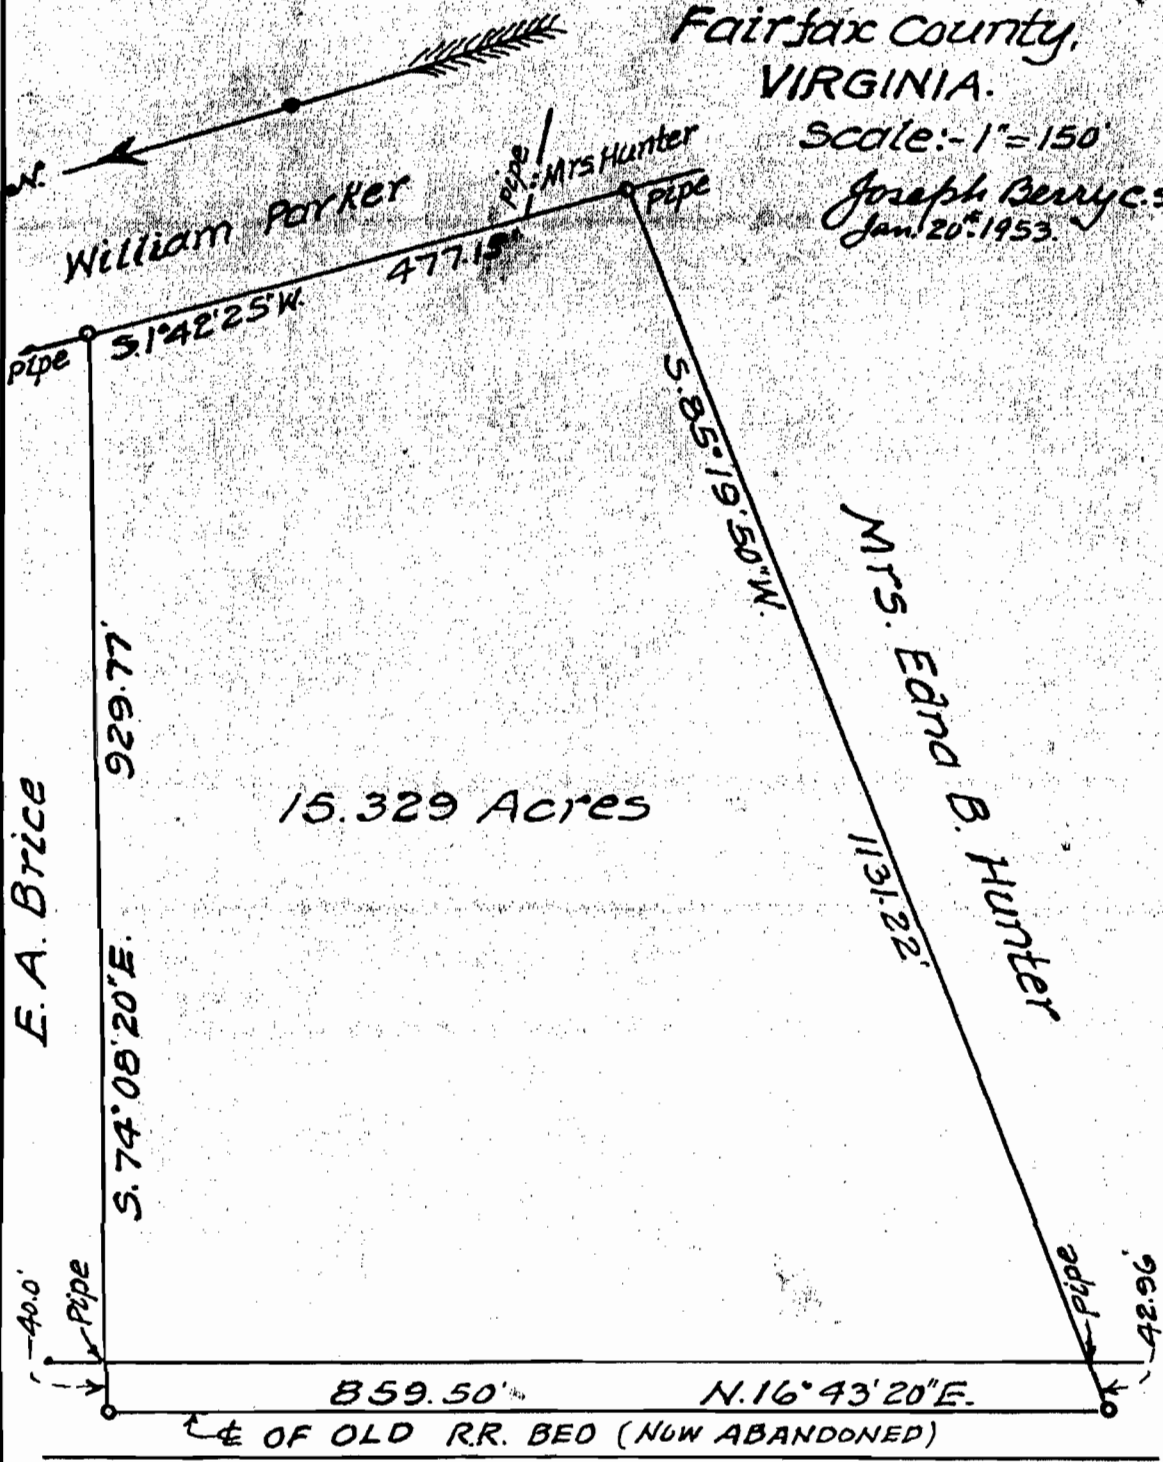 Fairfax County,
VIRGINIA.
Scale:- 1"=150'
Joseph Berry C.S
Jan. 20th 1953.
N.
William Parker
Pipe
Mrs Hunter
Pipe
477.15'
S.1°42'25"W.
Pipe
S.85°19'50"W.
Mrs. Edna B. Hunter
929.77'
15.329 Acres
E. A. Brice
1131.22'
S. 74°08'20"E.
40.0'
Pipe
Pipe
42.96'
859.50' N.16°43'20"E.
℄ OF OLD R.R. BED (NOW ABANDONED)